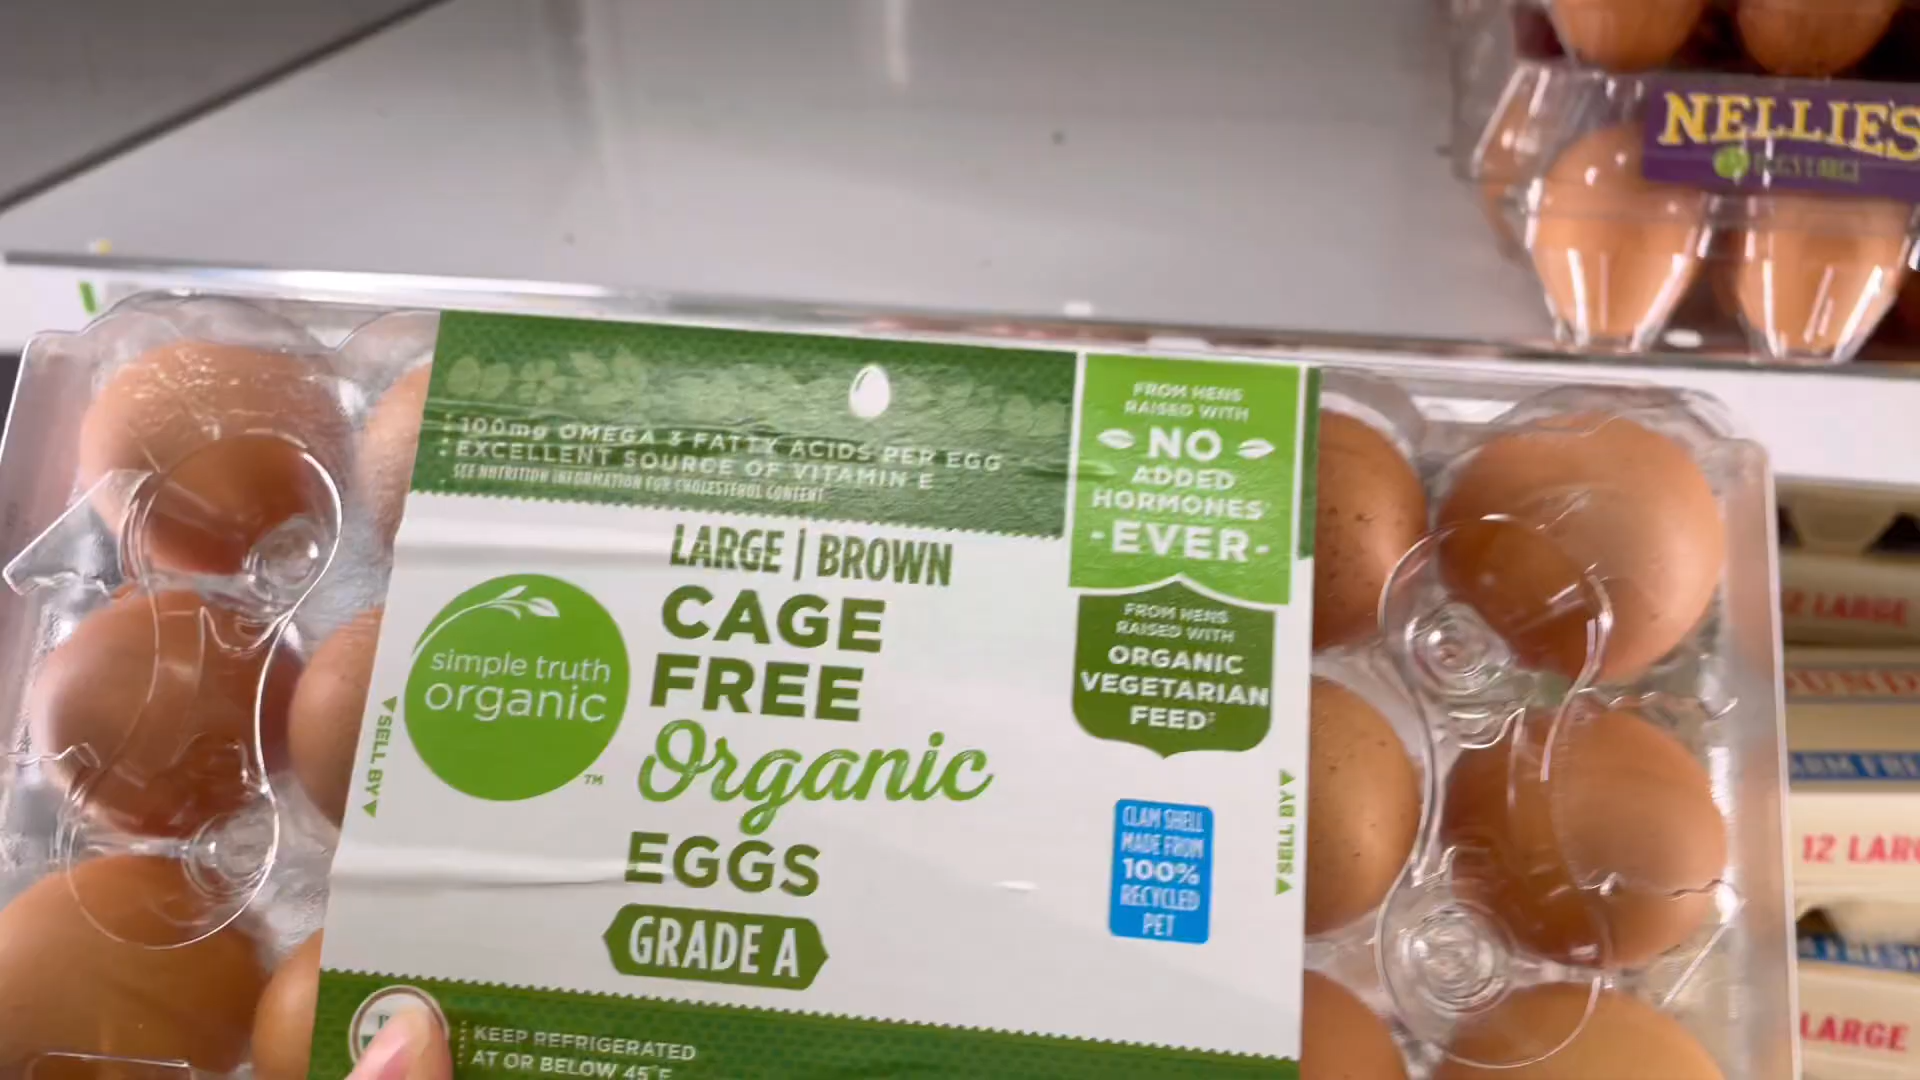 NELLIE'S
100mg OMEGA 3 FATTY ACIDS PER EGG
EXCELLENT SOURCE OF VITAMIN E
SEE NUTRITION INFORMATION FOR CHOLESTEROL CONTENT
FROM HENS
RAISED WITH
NO
ADDED
HORMONES
-EVER-
LARGE | BROWN
CAGE
FREE
Organic
EGGS
GRADE A
simple truth
organic
TM
FROM HENS
RAISED WITH
ORGANIC
VEGETARIAN
FEED‡
SELL BY
SELL BY
CLAM SHELL
MADE FROM
100%
RECYCLED
PET
KEEP REFRIGERATED
AT OR BELOW 45°F
LARGE
12 LARG
LARGE